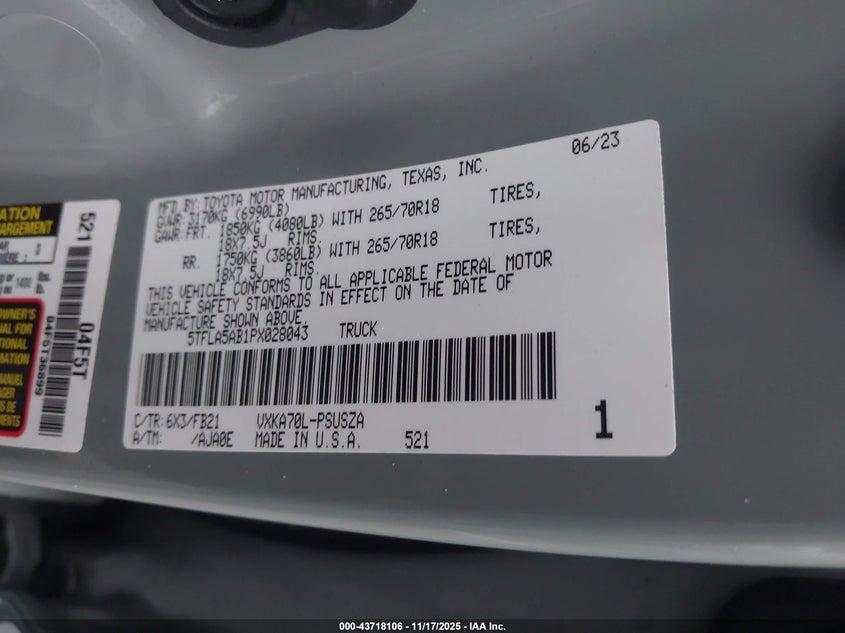 06/23
MFD BY: TOYOTA MOTOR MANUFACTURING, TEXAS, INC.
GVWR: 3170KG (6990LB)
GAWR: FRT. 1850KG (4080LB) WITH 265/70R18 TIRES,
18X7.5J RIMS.
RR. 1750KG (3860LB) WITH 265/70R18 TIRES,
18X7.5J RIMS.
THIS VEHICLE CONFORMS TO ALL APPLICABLE FEDERAL MOTOR
VEHICLE SAFETY STANDARDS IN EFFECT ON THE DATE OF
MANUFACTURE SHOWN ABOVE.
5TFLA5AB1PX028043 TRUCK
C/TR: 6X3/FB21 VXKA70L-PSUSZA
A/TM: /AJA0E MADE IN U.S.A. 521
1
521
04F5T
04F5T36899
000-43718106 - 11/17/2025 - IAA Inc.